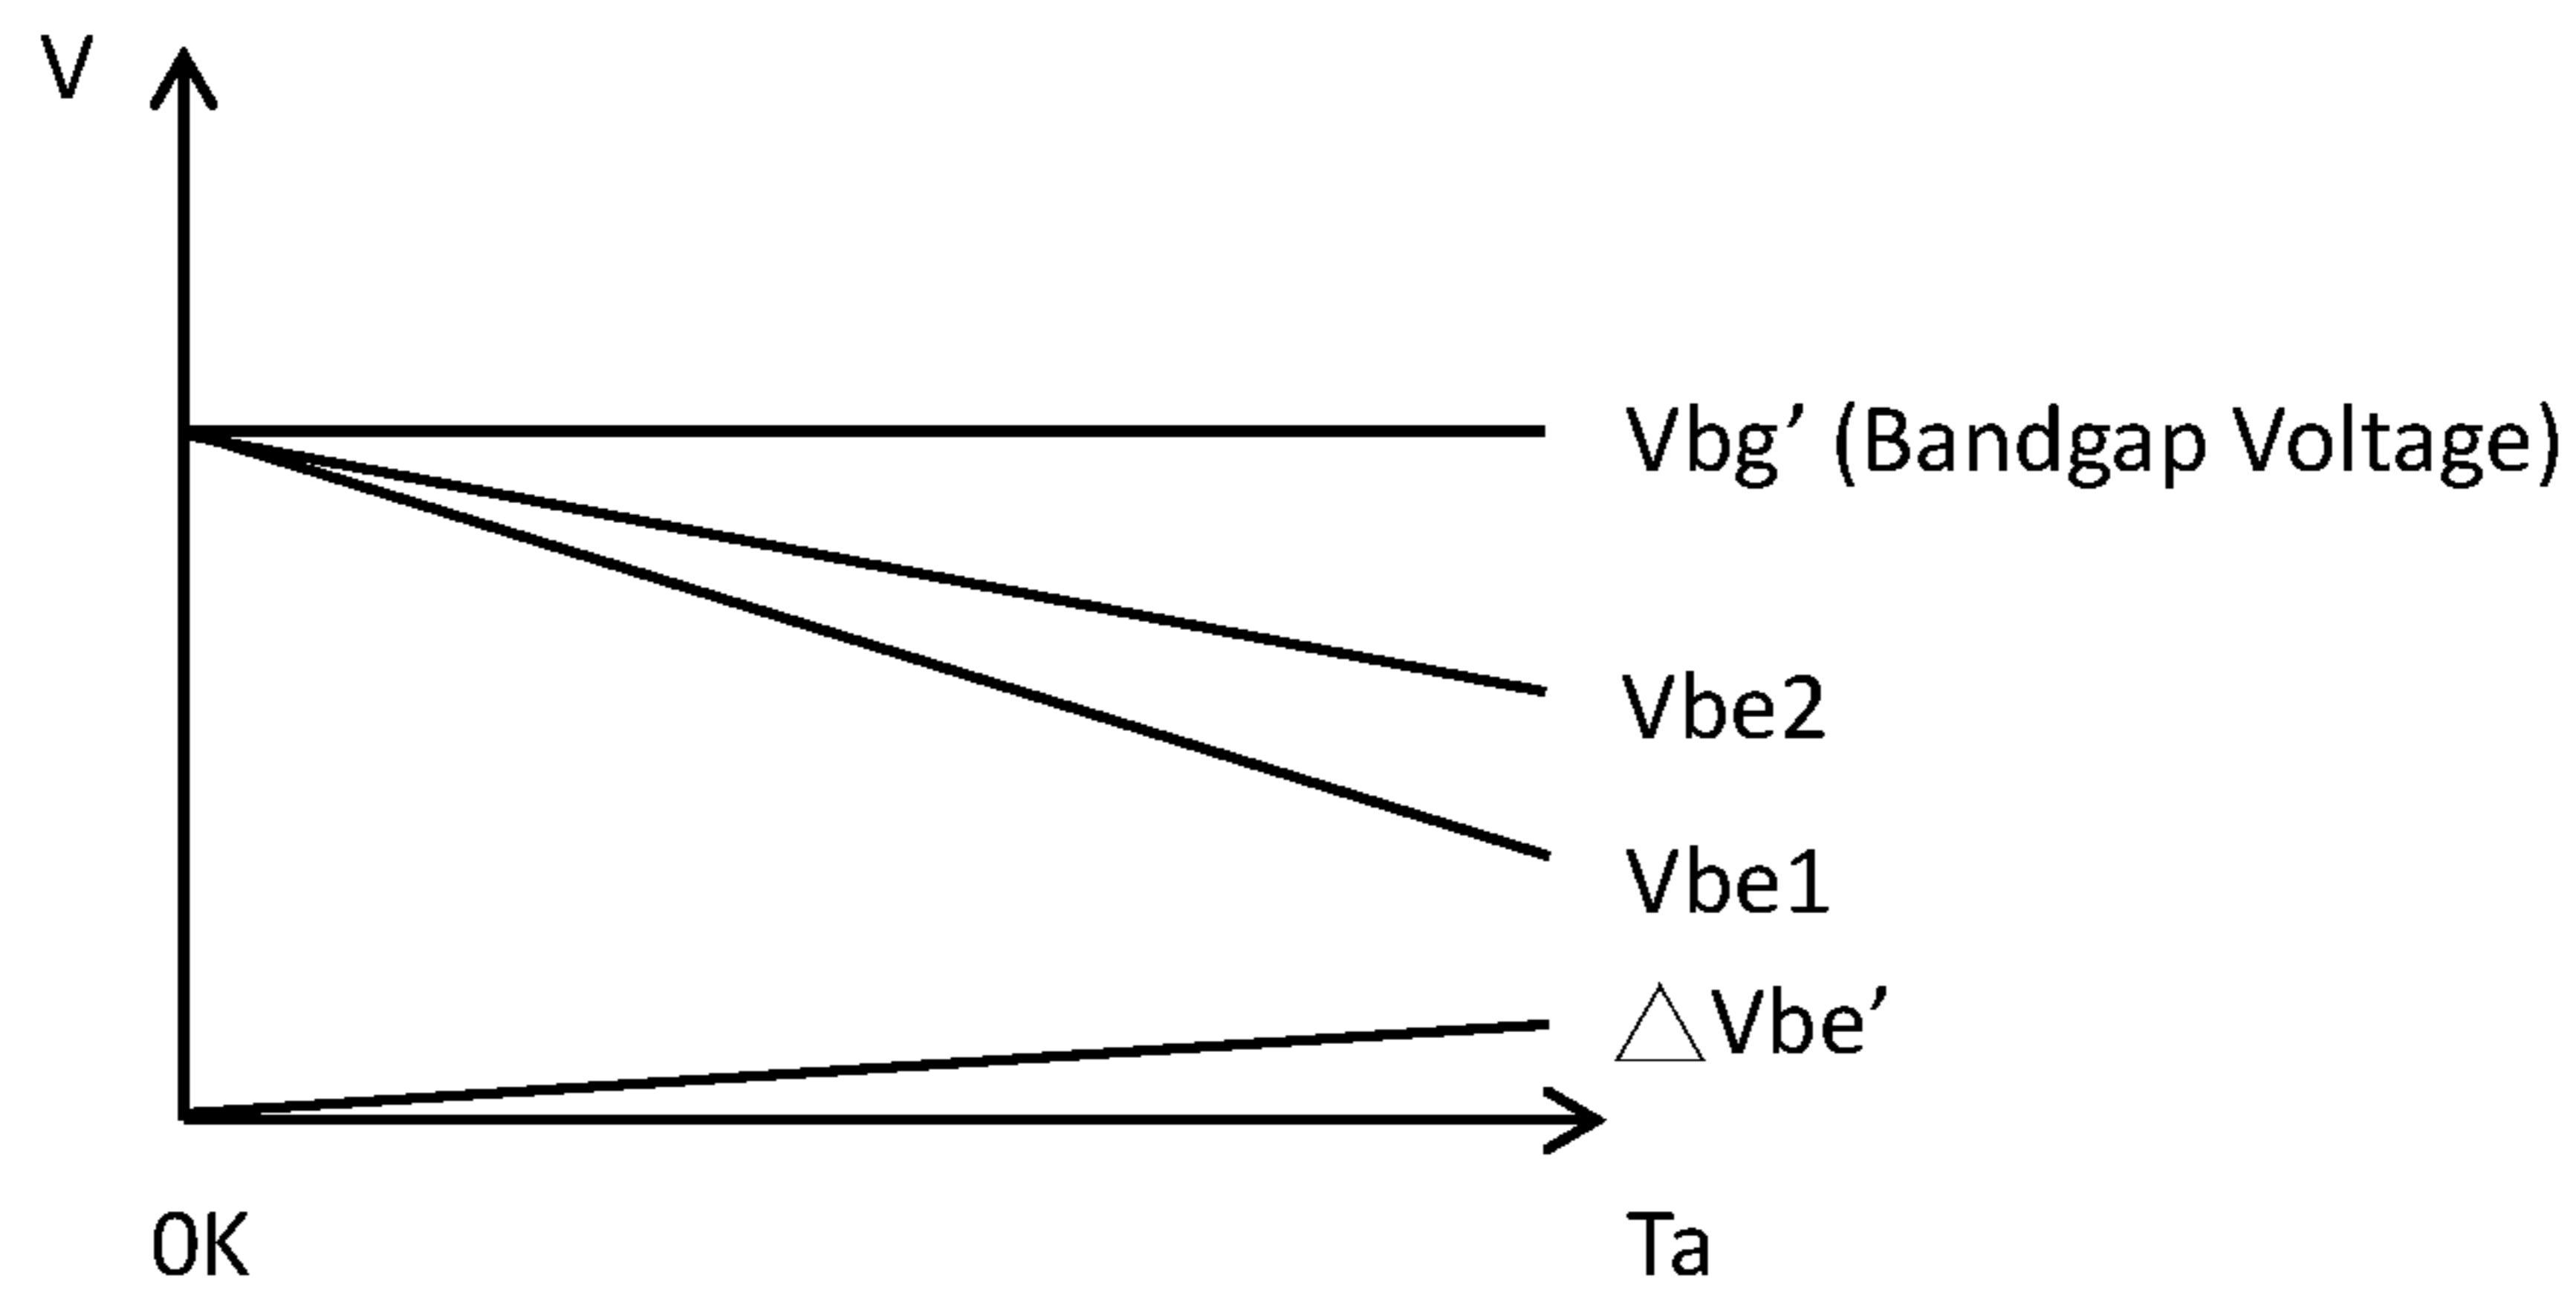 V
Vbg’ (Bandgap Voltage)
Vbe2
Vbe1
△Vbe’
0K
Ta